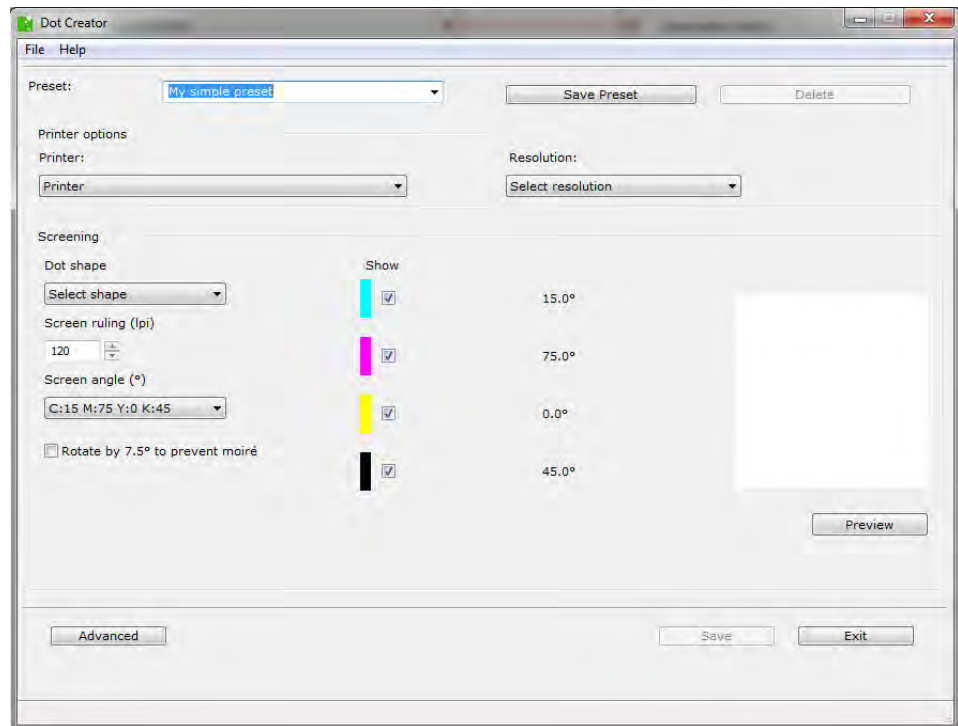 Dot Creator
File Help
Preset: My simple preset Save Preset Delete
Printer options
Printer: Resolution:
Printer Select resolution
Screening
Dot shape Show
Select shape 15.0°
Screen ruling (lpi)
120 75.0°
Screen angle (°)
C:15 M:75 Y:0 K:45 0.0°
Rotate by 7.5° to prevent moiré
45.0°
Preview
Advanced Save Exit